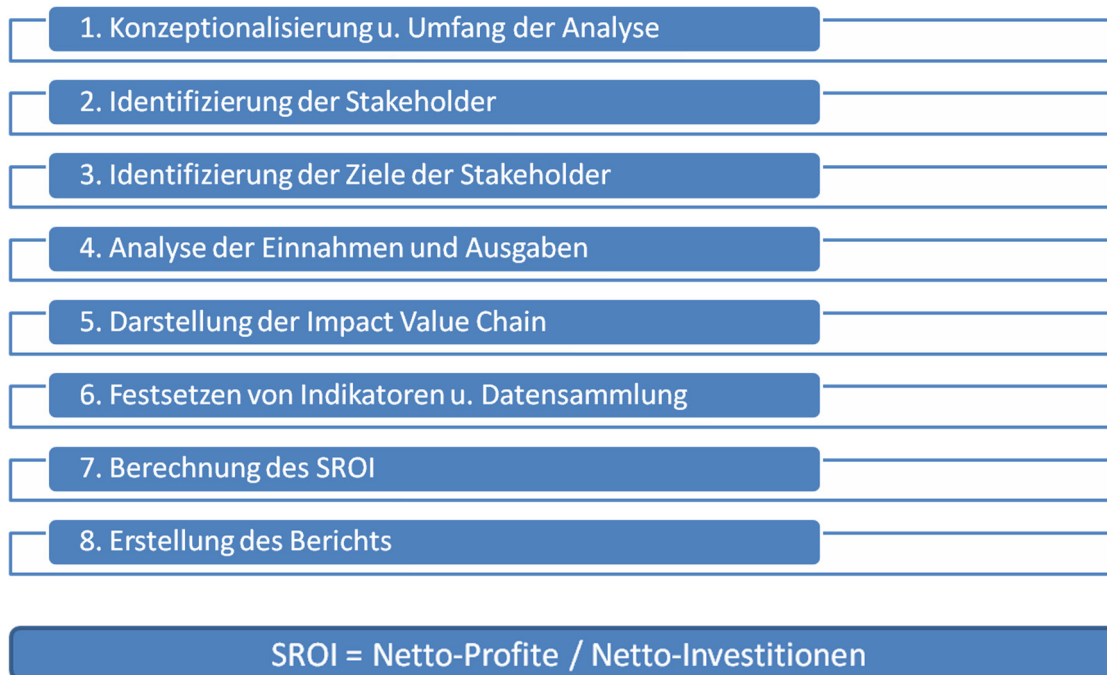 1. Konzeptionalisierung u. Umfang der Analyse
2. Identifizierung der Stakeholder
3. Identifizierung der Ziele der Stakeholder
4. Analyse der Einnahmen und Ausgaben
5. Darstellung der Impact Value Chain
6. Festsetzen von Indikatoren u. Datensammlung
7. Berechnung des SROI
8. Erstellung des Berichts
SROI = Netto-Profite / Netto-Investitionen